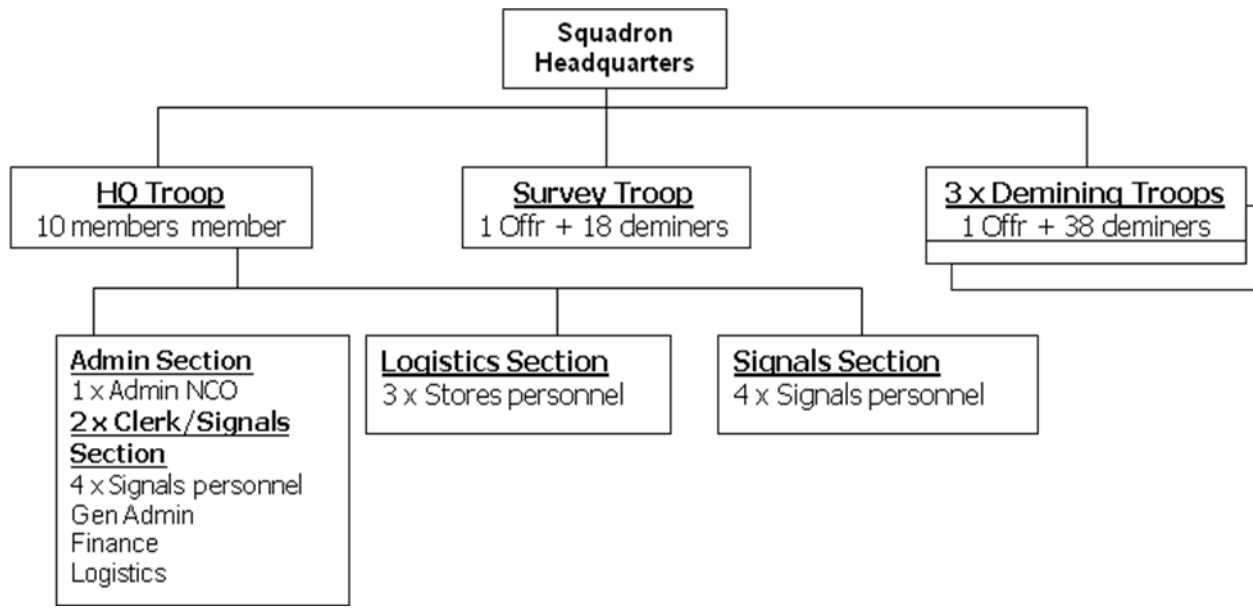 Squadron
Headquarters
HQ Troop
10 members  member
Survey Troop
1 Offr + 18 deminers
3 x Demining Troops
1 Offr + 38 deminers
Admin Section
1 x Admin NCO
2 x Clerk/Signals
Section
4 x Signals personnel
Gen Admin
Finance
Logistics
Logistics Section
3 x Stores personnel
Signals Section
4 x Signals personnel